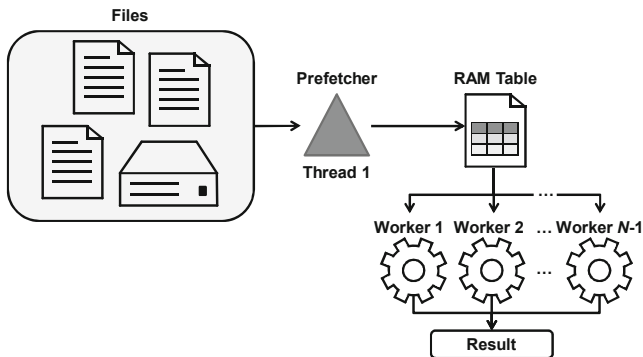 Files
Prefetcher
RAM Table
Thread 1
...
Worker 1 Worker 2 ... Worker N-1
...
Result